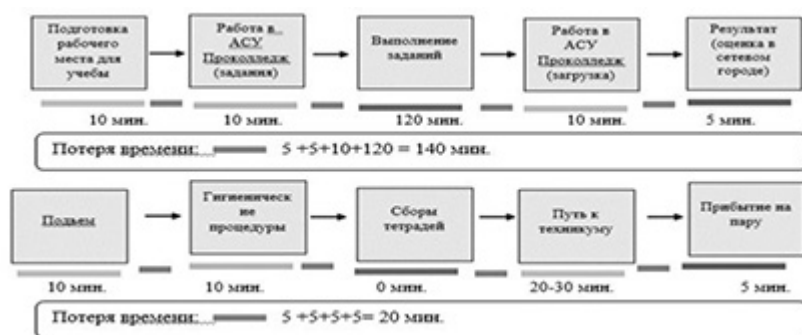 Подготовка
рабочего
места для
учебы
Работа в
АСУ
Проколледж
(задания)
Выполнение
заданий
Работа в
АСУ
Проколледж
(загрузка)
Результат
(оценка в
сетевом
городе)
10 мин.
10 мин.
120 мин.
10 мин.
5 мин.
Потеря времени: 5 +5+10+120 = 140 мин.
Подъем
Гигиеническ
ие
процедуры
Сборы
тетрадей
Путь к
техникуму
Прибытие на
пару
10 мин.
10 мин.
0 мин.
20-30 мин.
5 мин.
Потеря времени: 5 +5+5+5= 20 мин.